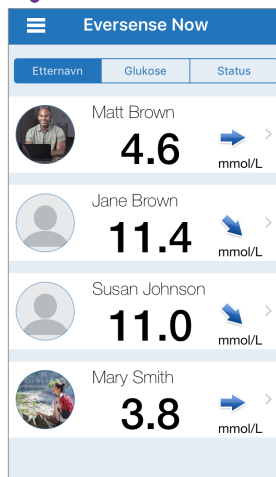 Eversense Now
Etternavn Glukose Status
Matt Brown
4.6
mmol/L
Jane Brown
11.4
mmol/L
Susan Johnson
11.0
mmol/L
Mary Smith
3.8
mmol/L